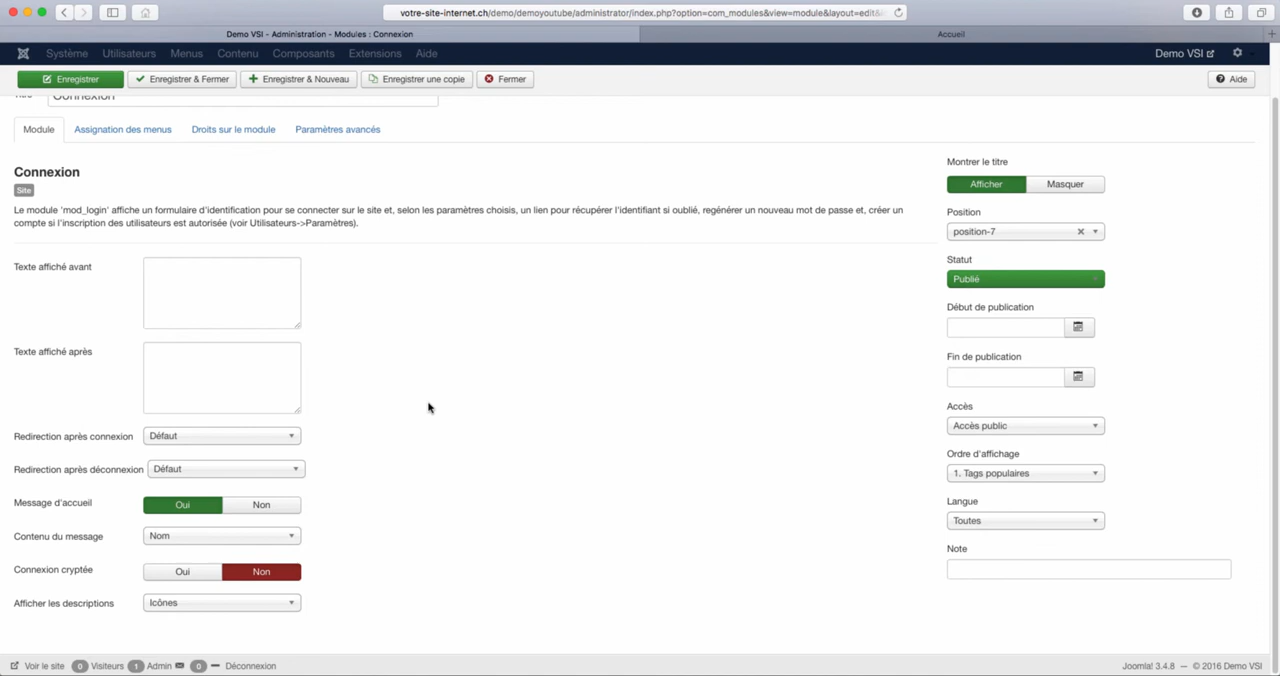 votre-site-internet.ch/demo/demoyoutube/administrator/index.php?option=com_modules&view=module&layout=edit&
Demo VSI - Administration - Modules : Connexion
Accueil
Système Utilisateurs Menus Contenu Composants Extensions Aide
Demo VSI
Enregistrer Enregistrer & Fermer Enregistrer & Nouveau Enregistrer une copie Fermer
Aide
Connexion
Module Assignation des menus Droits sur le module Paramètres avancés
Connexion
Site
Le module 'mod_login' affiche un formulaire d'identification pour se connecter sur le site et, selon les paramètres choisis, un lien pour récupérer l'identifiant si oublié, regénérer un nouveau mot de passe et, créer un
compte si l'inscription des utilisateurs est autorisée (voir Utilisateurs->Paramètres).
Texte affiché avant
Texte affiché après
Redirection après connexion Défaut
Redirection après déconnexion Défaut
Message d'accueil Oui Non
Contenu du message Nom
Connexion cryptée Oui Non
Afficher les descriptions Icônes
Montrer le titre
Afficher Masquer
Position
position-7
Statut
Publié
Début de publication
Fin de publication
Accès
Accès public
Ordre d'affichage
1. Tags populaires
Langue
Toutes
Note
Voir le site 0 Visiteurs 1 Admin 0 Déconnexion
Joomla! 3.4.8 — © 2016 Demo VSI